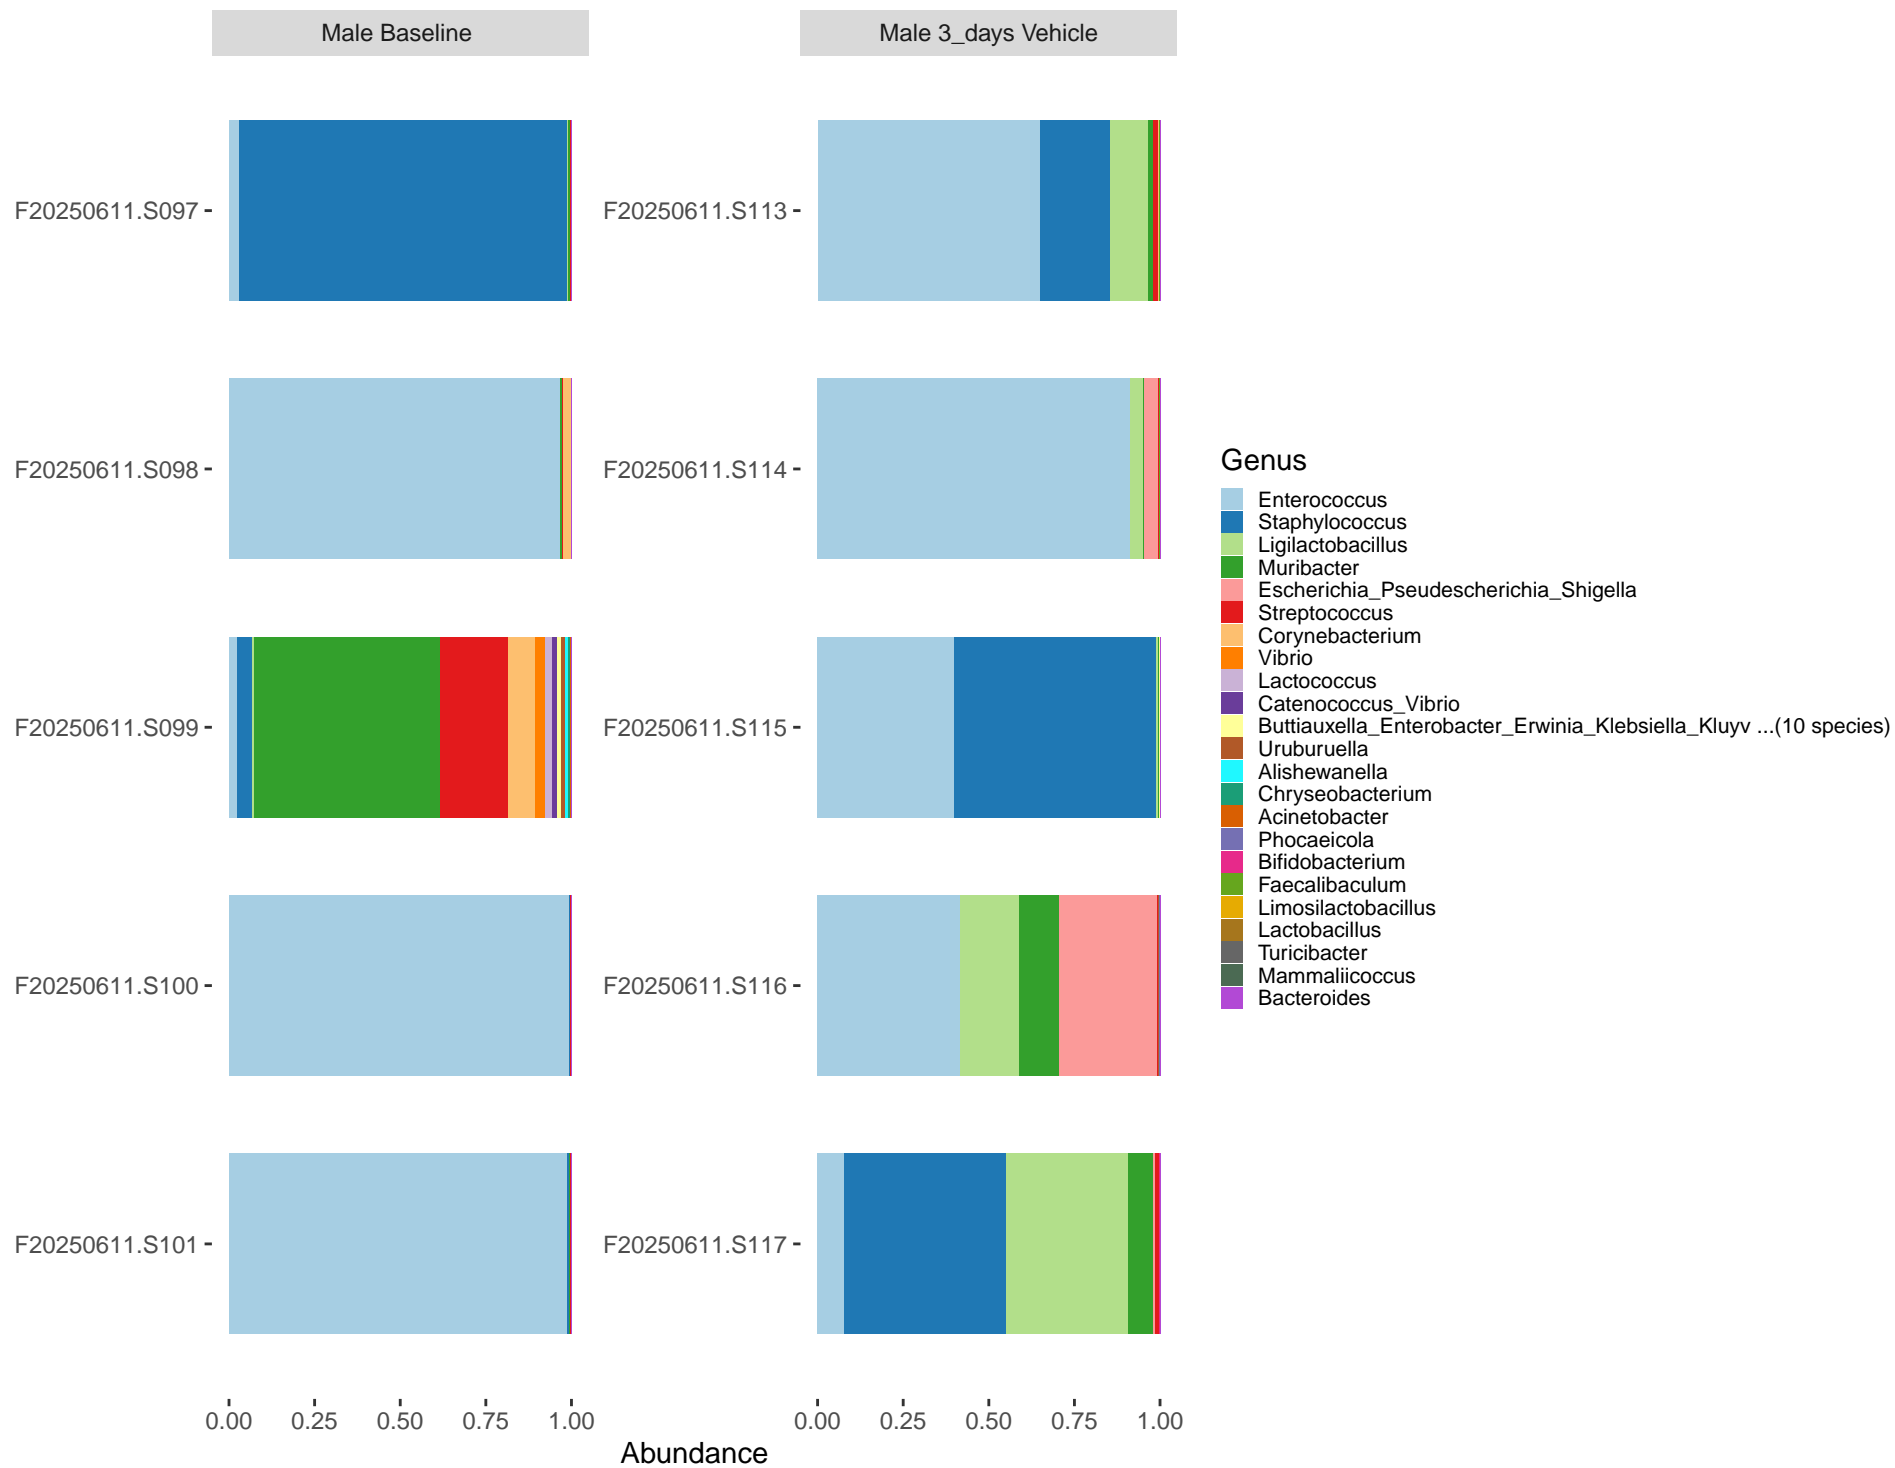 Male Baseline
Male 3_days Vehicle
F20250611.S097
F20250611.S098
F20250611.S099
F20250611.S100
F20250611.S101
F20250611.S113
F20250611.S114
F20250611.S115
F20250611.S116
F20250611.S117
0.00 0.25 0.50 0.75 1.00
0.00 0.25 0.50 0.75 1.00
Abundance
Genus
Enterococcus
Staphylococcus
Ligilactobacillus
Muribacter
Escherichia_Pseudescherichia_Shigella
Streptococcus
Corynebacterium
Vibrio
Lactococcus
Catenococcus_Vibrio
Buttiauxella_Enterobacter_Erwinia_Klebsiella_Kluyv ...(10 species)
Uruburuella
Alishewanella
Chryseobacterium
Acinetobacter
Phocaeicola
Bifidobacterium
Faecalibaculum
Limosilactobacillus
Lactobacillus
Turicibacter
Mammaliicoccus
Bacteroides